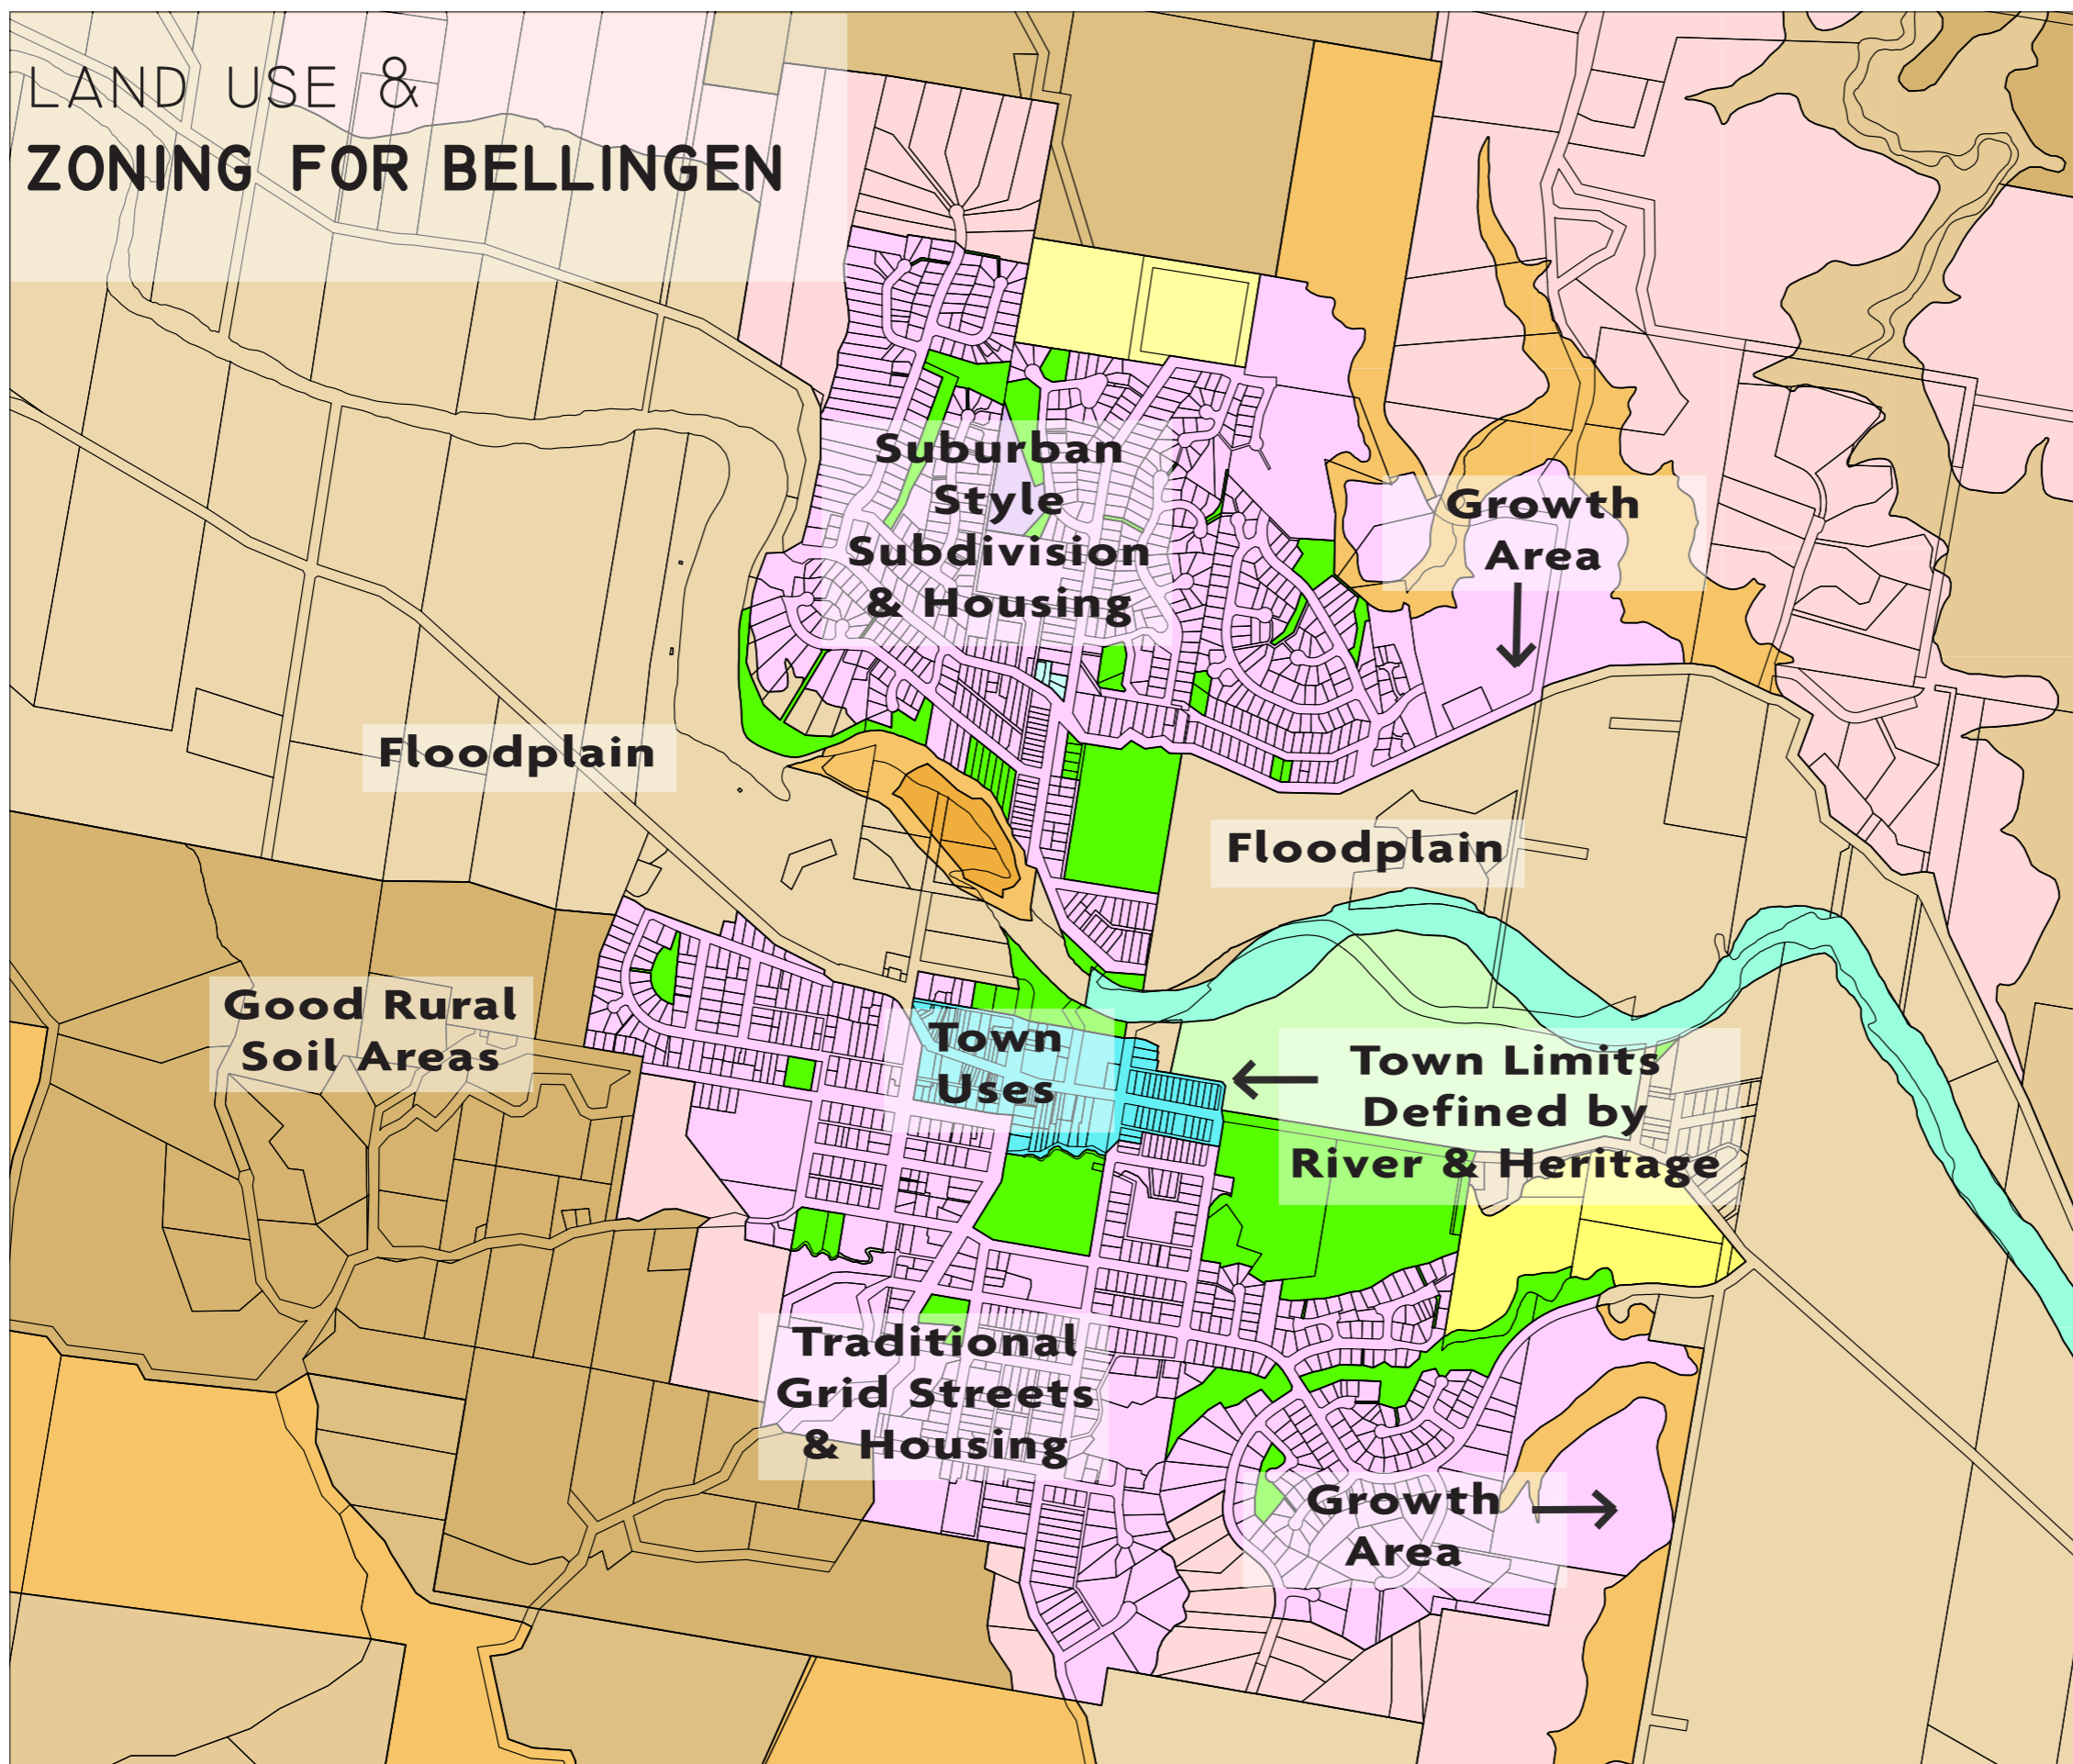 LAND USE &
ZONING FOR BELLINGEN
Suburban
Style
Subdivision
& Housing
Growth
Area
Floodplain
Floodplain
Good Rural
Soil Areas
Town
Uses
Town Limits
Defined by
River & Heritage
Traditional
Grid Streets
& Housing
Growth
Area